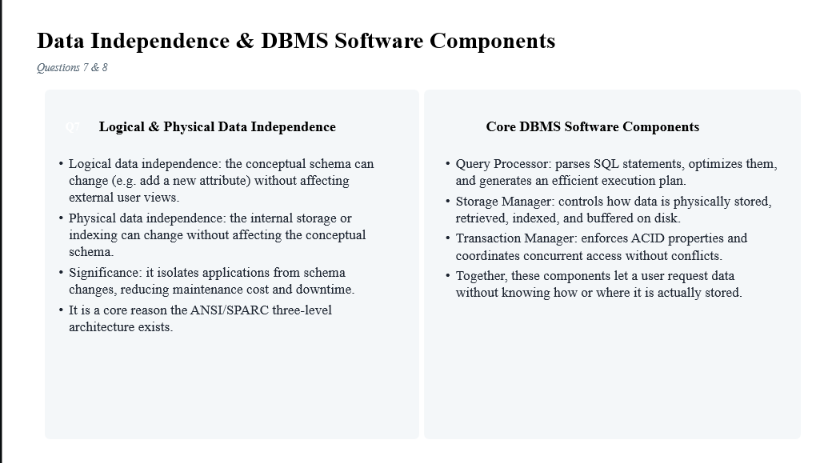 Data Independence & DBMS Software Components
Questions 7 & 8
Q7
Logical & Physical Data Independence
• Logical data independence: the conceptual schema can
change (e.g. add a new attribute) without affecting
external user views.
• Physical data independence: the internal storage or
indexing can change without affecting the conceptual
schema.
• Significance: it isolates applications from schema
changes, reducing maintenance cost and downtime.
• It is a core reason the ANSI/SPARC three-level
architecture exists.
Core DBMS Software Components
• Query Processor: parses SQL statements, optimizes them,
and generates an efficient execution plan.
• Storage Manager: controls how data is physically stored,
retrieved, indexed, and buffered on disk.
• Transaction Manager: enforces ACID properties and
coordinates concurrent access without conflicts.
• Together, these components let a user request data
without knowing how or where it is actually stored.